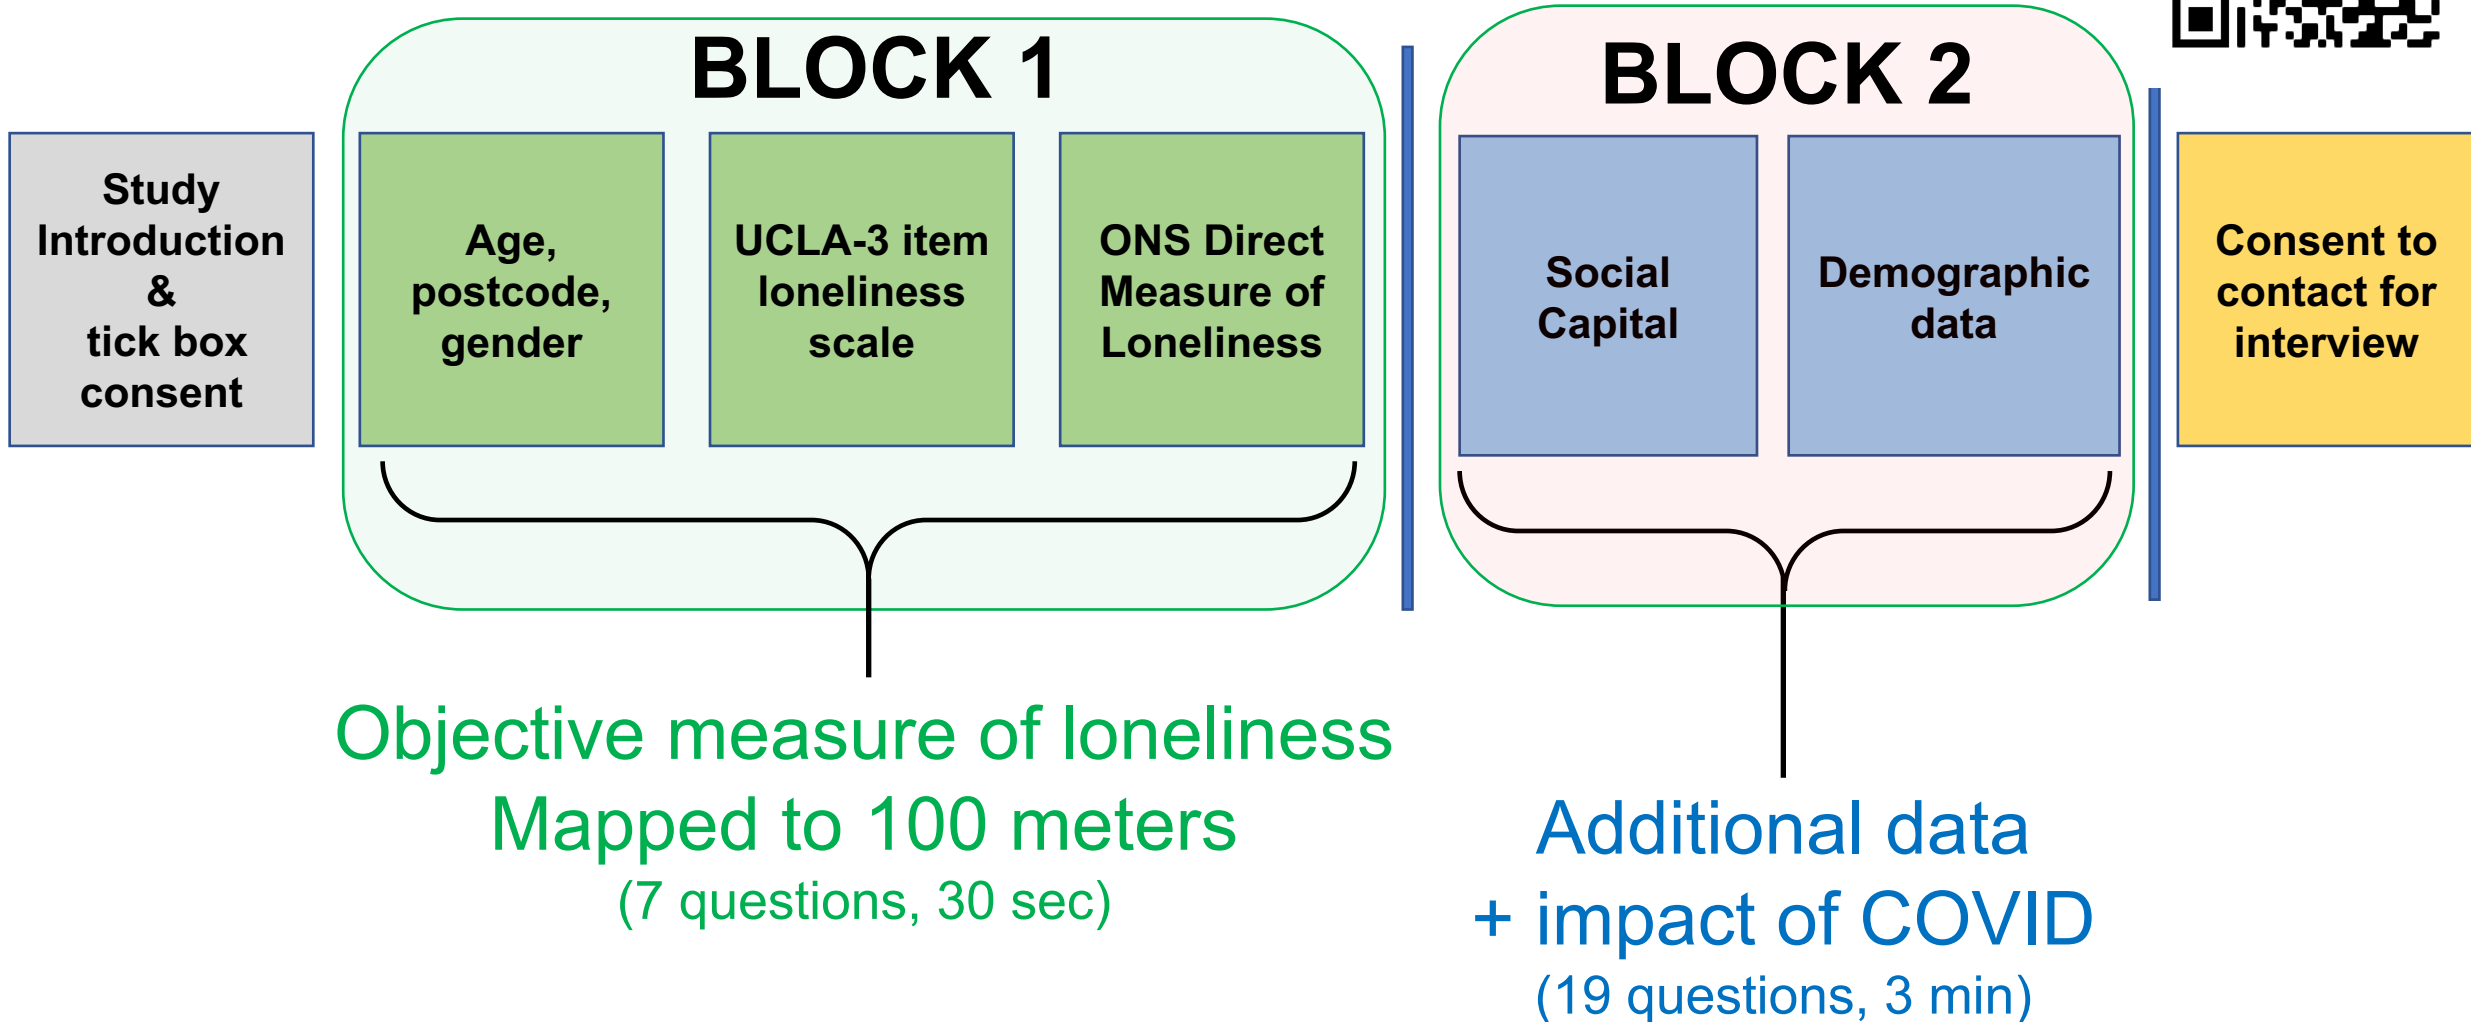 BLOCK 1
BLOCK 2
Study
Introduction
&
tick box
consent
Age,
postcode,
gender
UCLA-3 item
loneliness
scale
ONS Direct
Measure of
Loneliness
Social
Capital
Demographic
data
Consent to
contact for
interview
Objective measure of loneliness
Mapped to 100 meters
(7 questions, 30 sec)
Additional data
+ impact of COVID
(19 questions, 3 min)